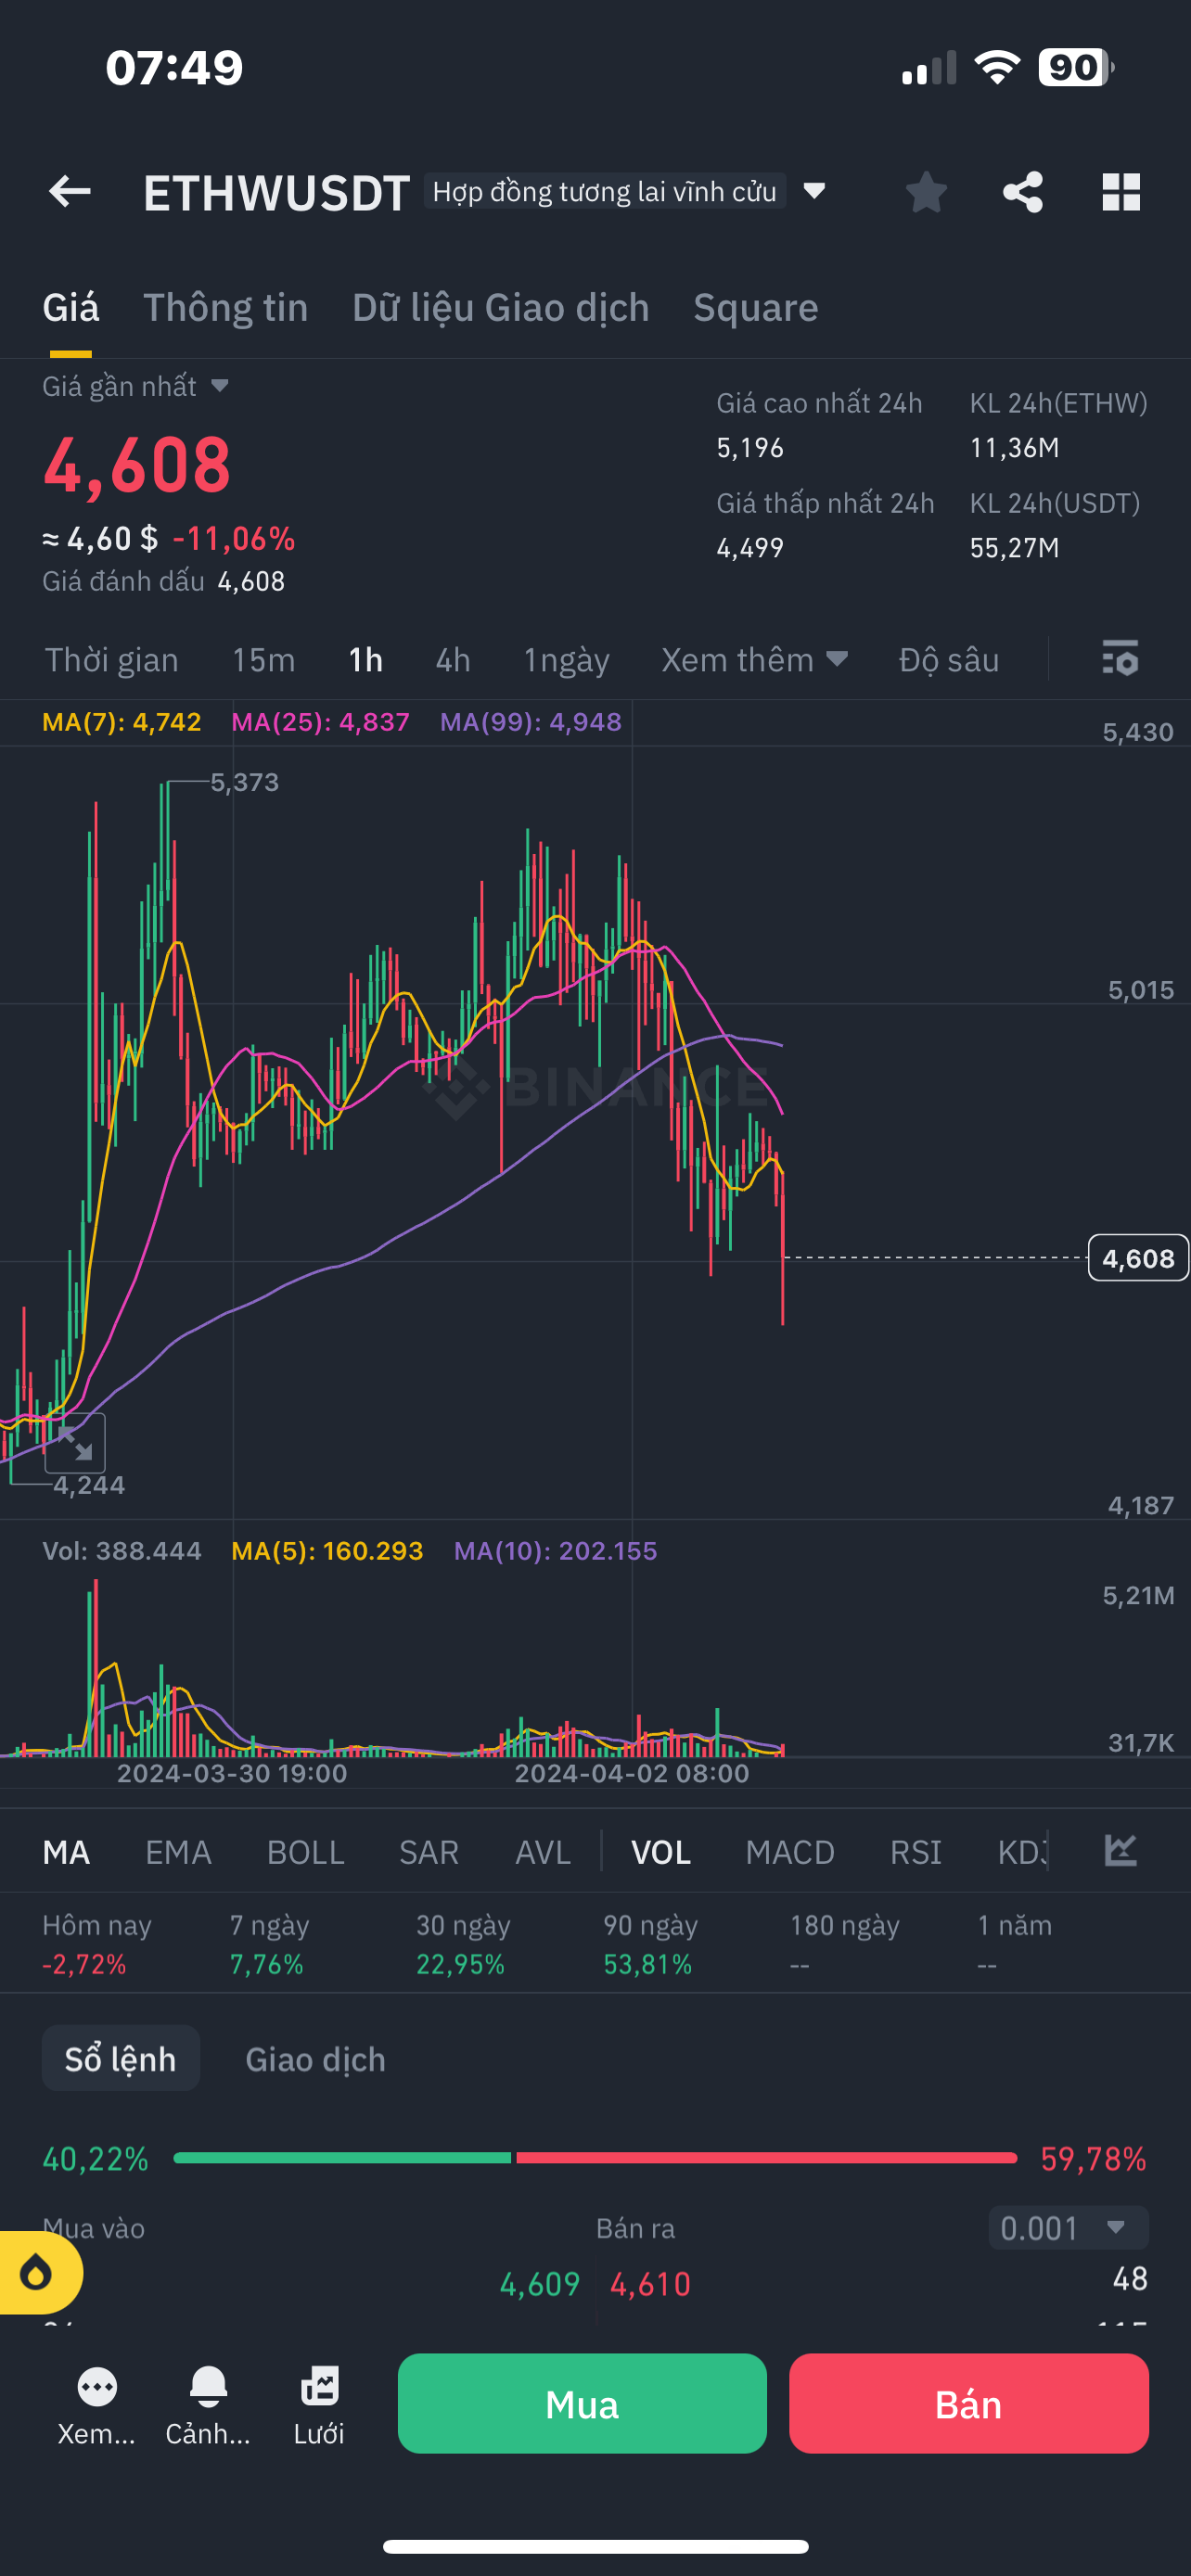 07:49
90
ETHWUSDT Hợp đồng tương lai vĩnh cửu
Giá Thông tin Dữ liệu Giao dịch Square
Giá gần nhất
4,608
≈ 4,60 $ -11,06%
Giá đánh dấu 4,608
Giá cao nhất 24h KL 24h(ETHW)
5,196 11,36M
Giá thấp nhất 24h KL 24h(USDT)
4,499 55,27M
Thời gian 15m 1h 4h 1ngày Xem thêm Độ sâu
MA(7): 4,742 MA(25): 4,837 MA(99): 4,948
5,430
5,373
5,015
BINANCE
4,608
4,244
4,187
Vol: 388.444 MA(5): 160.293 MA(10): 202.155
5,21M
31,7K
2024-03-30 19:00 2024-04-02 08:00
MA EMA BOLL SAR AVL VOL MACD RSI KDJ
Hôm nay 7 ngày 30 ngày 90 ngày 180 ngày 1 năm
-2,72% 7,76% 22,95% 53,81% -- --
Sổ lệnh Giao dịch
40,22% 59,78%
Mua vào Bán ra 0.001
4,609 4,610 48
Xem... Cảnh... Lưới
Mua Bán